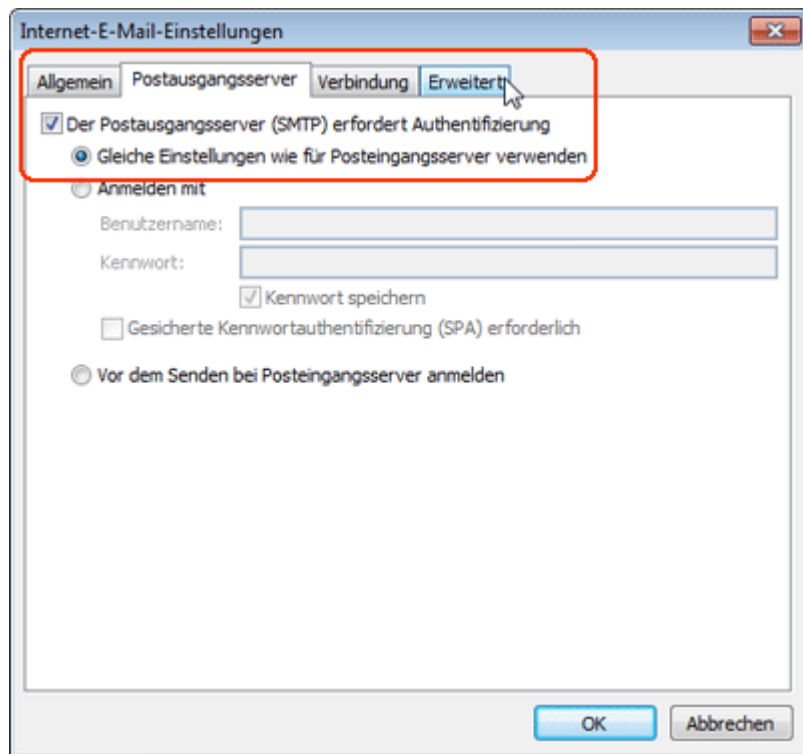 Internet-E-Mail-Einstellungen
Allgemein Postausgangsserver Verbindung Erweitert
Der Postausgangsserver (SMTP) erfordert Authentifizierung
Gleiche Einstellungen wie für Posteingangsserver verwenden
Anmelden mit
Benutzername:
Kennwort:
Kennwort speichern
Gesicherte Kennwortauthentifizierung (SPA) erforderlich
Vor dem Senden bei Posteingangsserver anmelden
OK Abbrechen